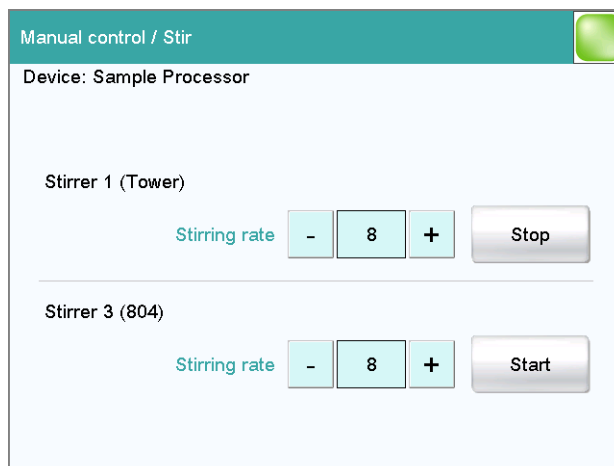 Manual control / Stir
Device: Sample Processor
Stirrer 1 (Tower)
Stirring rate - 8 + Stop
Stirrer 3 (804)
Stirring rate - 8 + Start